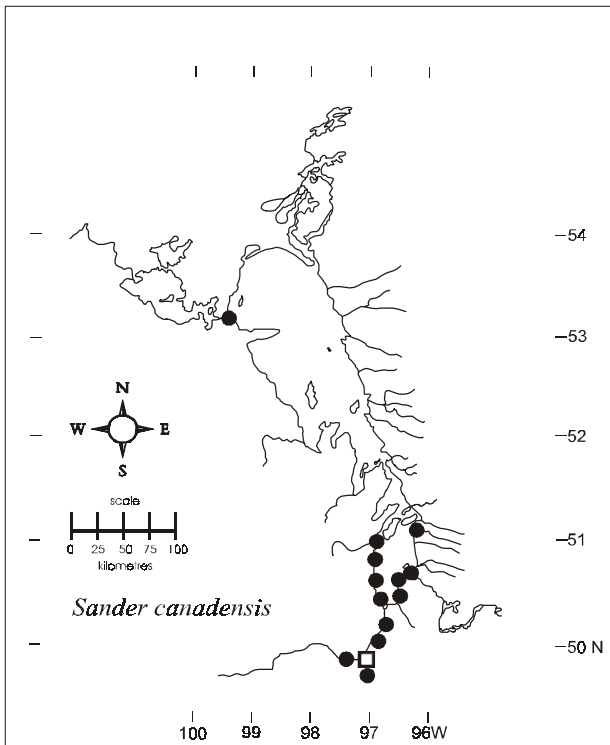 54
53
N
W E
S
52
scale
0 25 50 75 100
kilometres
51
Sander canadensis
50 N
100 99 98 97 96W